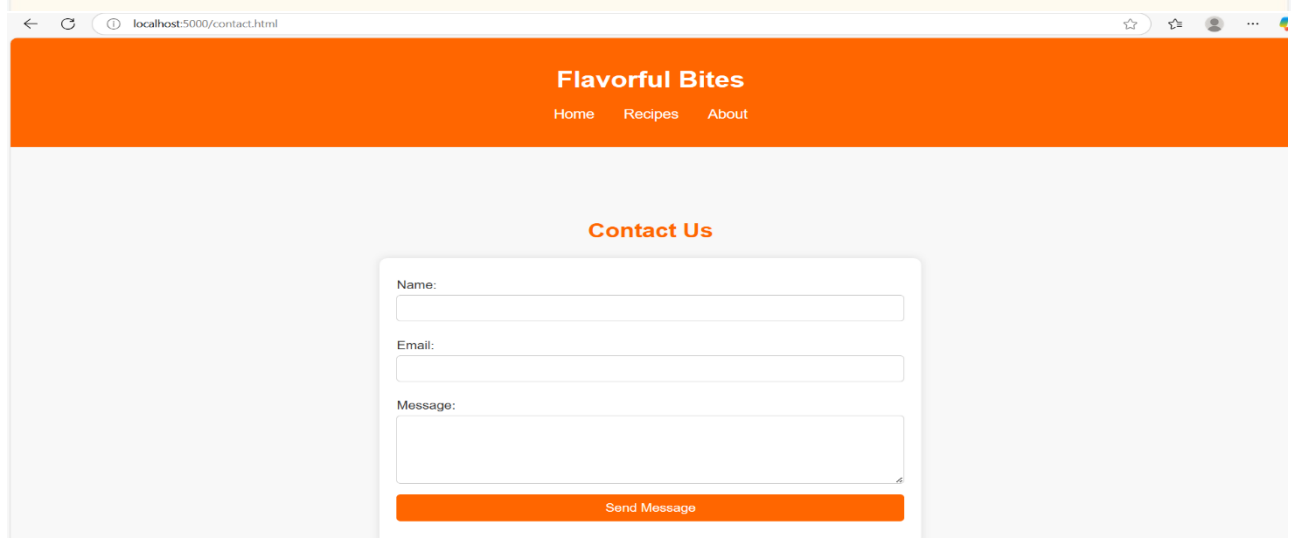 localhost:5000/contact.html
Flavorful Bites
Home Recipes About
Contact Us
Name:
Email:
Message:
Send Message